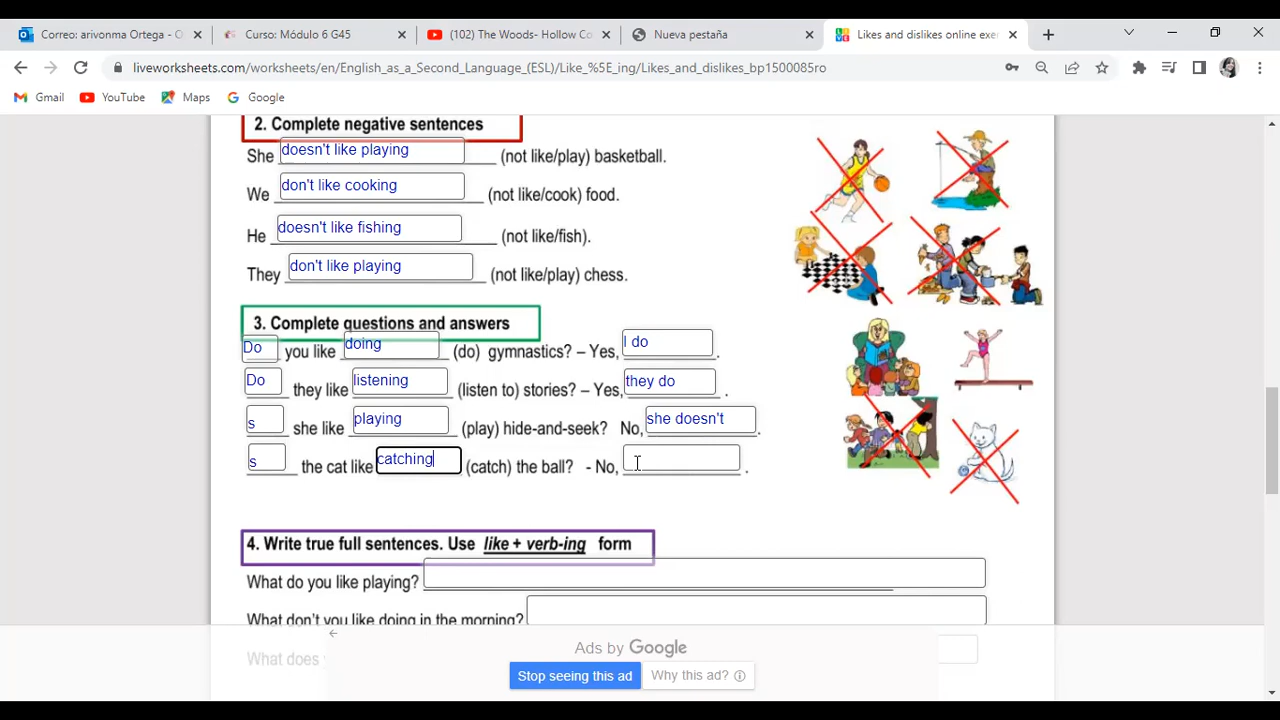 Correo: arivonma Ortega - O
Curso: Módulo 6 G45
(102) The Woods- Hollow Co
Nueva pestaña
Likes and dislikes online exer
liveworksheets.com/worksheets/en/English_as_a_Second_Language_(ESL)/Like_%5E_ing/Likes_and_dislikes_bp1500085ro
Gmail YouTube Maps Google
2. Complete negative sentences
She doesn't like playing (not like/play) basketball.
We don't like cooking (not like/cook) food.
He doesn't like fishing (not like/fish).
They don't like playing (not like/play) chess.
3. Complete questions and answers
Do you like doing (do) gymnastics? – Yes, I do .
Do they like listening (listen to) stories? – Yes, they do .
s she like playing (play) hide-and-seek? No, she doesn't .
s the cat like catching (catch) the ball? - No, .
4. Write true full sentences. Use like + verb-ing form
What do you like playing?
What don't you like doing in the morning?
What does
Ads by Google
Stop seeing this ad Why this ad?